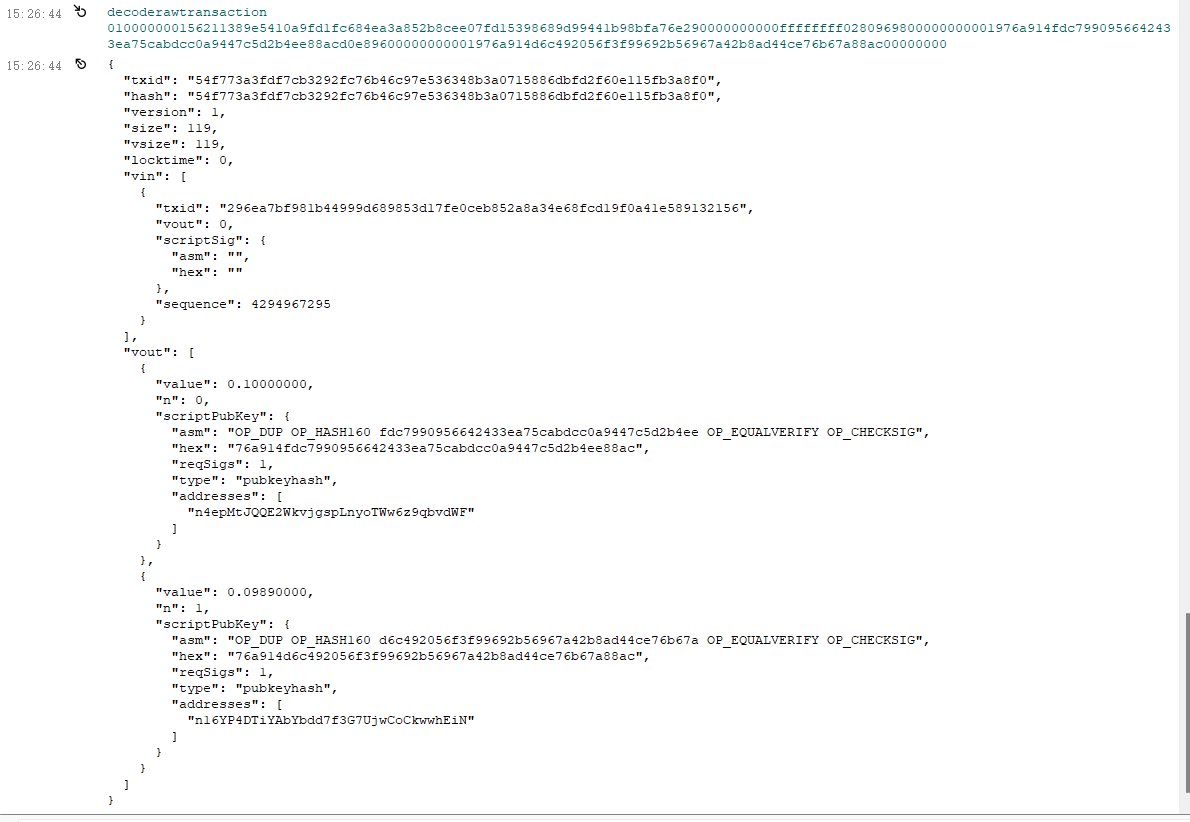 15:26:44 decoderawtransaction
0100000000156211389e5410a9fd1fc684ea3a852b8cee07fd15398689d99441b98bfa76e290000000000ffffffff0280969800000000001976a914fdc799095664243
3ea75cabdcc0a9447c5d2b4ee88acd0e89600000000001976a914d6c492056f3f99692b56967a42b8ad44ce76b67a88ac00000000
15:26:44 {
"txid": "54f773a3fdf7cb3292fc76b46c97e536348b3a0715886dbfd2f60e115fb3a8f0",
"hash": "54f773a3fdf7cb3292fc76b46c97e536348b3a0715886dbfd2f60e115fb3a8f0",
"version": 1,
"size": 119,
"vsize": 119,
"locktime": 0,
"vin": [
{
"txid": "296ea7bf981b44999d689853d17fe0ceb852a8a34e68fcd19f0a41e589132156",
"vout": 0,
"scriptSig": {
"asm": "",
"hex": ""
},
"sequence": 4294967295
}
],
"vout": [
{
"value": 0.10000000,
"n": 0,
"scriptPubKey": {
"asm": "OP_DUP OP_HASH160 fdc7990956642433ea75cabdcc0a9447c5d2b4ee OP_EQUALVERIFY OP_CHECKSIG",
"hex": "76a914fdc7990956642433ea75cabdcc0a9447c5d2b4ee88ac",
"reqSigs": 1,
"type": "pubkeyhash",
"addresses": [
"n4epMtJQQE2WkvjgspLnyoTWw6z9qbvdWF"
]
}
},
{
"value": 0.09890000,
"n": 1,
"scriptPubKey": {
"asm": "OP_DUP OP_HASH160 d6c492056f3f99692b56967a42b8ad44ce76b67a OP_EQUALVERIFY OP_CHECKSIG",
"hex": "76a914d6c492056f3f99692b56967a42b8ad44ce76b67a88ac",
"reqSigs": 1,
"type": "pubkeyhash",
"addresses": [
"n16YP4DTiYAbYbdd7f3G7UjwCoCkwwhEiN"
]
}
}
]
}